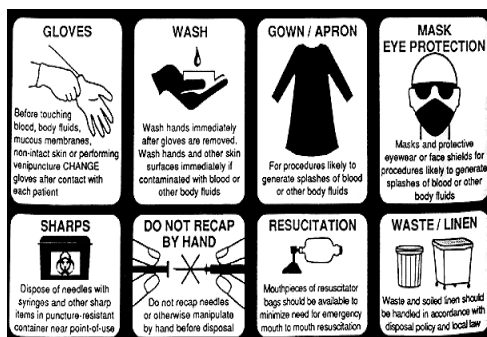 GLOVES
Before touching
blood, body fluids,
mucous membranes,
non-intact skin or performing
venipuncture CHANGE
gloves after contact with
each patient
WASH
Wash hands immediately
after gloves are removed.
Wash hands and other skin
surfaces immediately if
contaminated with blood or
other body fluids
GOWN / APRON
For procedures likely to
generate splashes of blood
or other body fluids
MASK
EYE PROTECTION
Masks and protective
eyewear or face shields for
procedures likely to generate
splashes of blood or other
body fluids
SHARPS
Dispose of needles with
syringes and other sharp
items in puncture-resistant
container near point-of-use
DO NOT RECAP
BY HAND
Do not recap needles
or otherwise manipulate
by hand before disposal
RESUCITATION
Mouthpieces of resuscitator
bags should be available to
minimize need for emergency
mouth to mouth resuscitation
WASTE / LINEN
Waste and soiled linen should
be handled in accordance with
disposal policy and local law